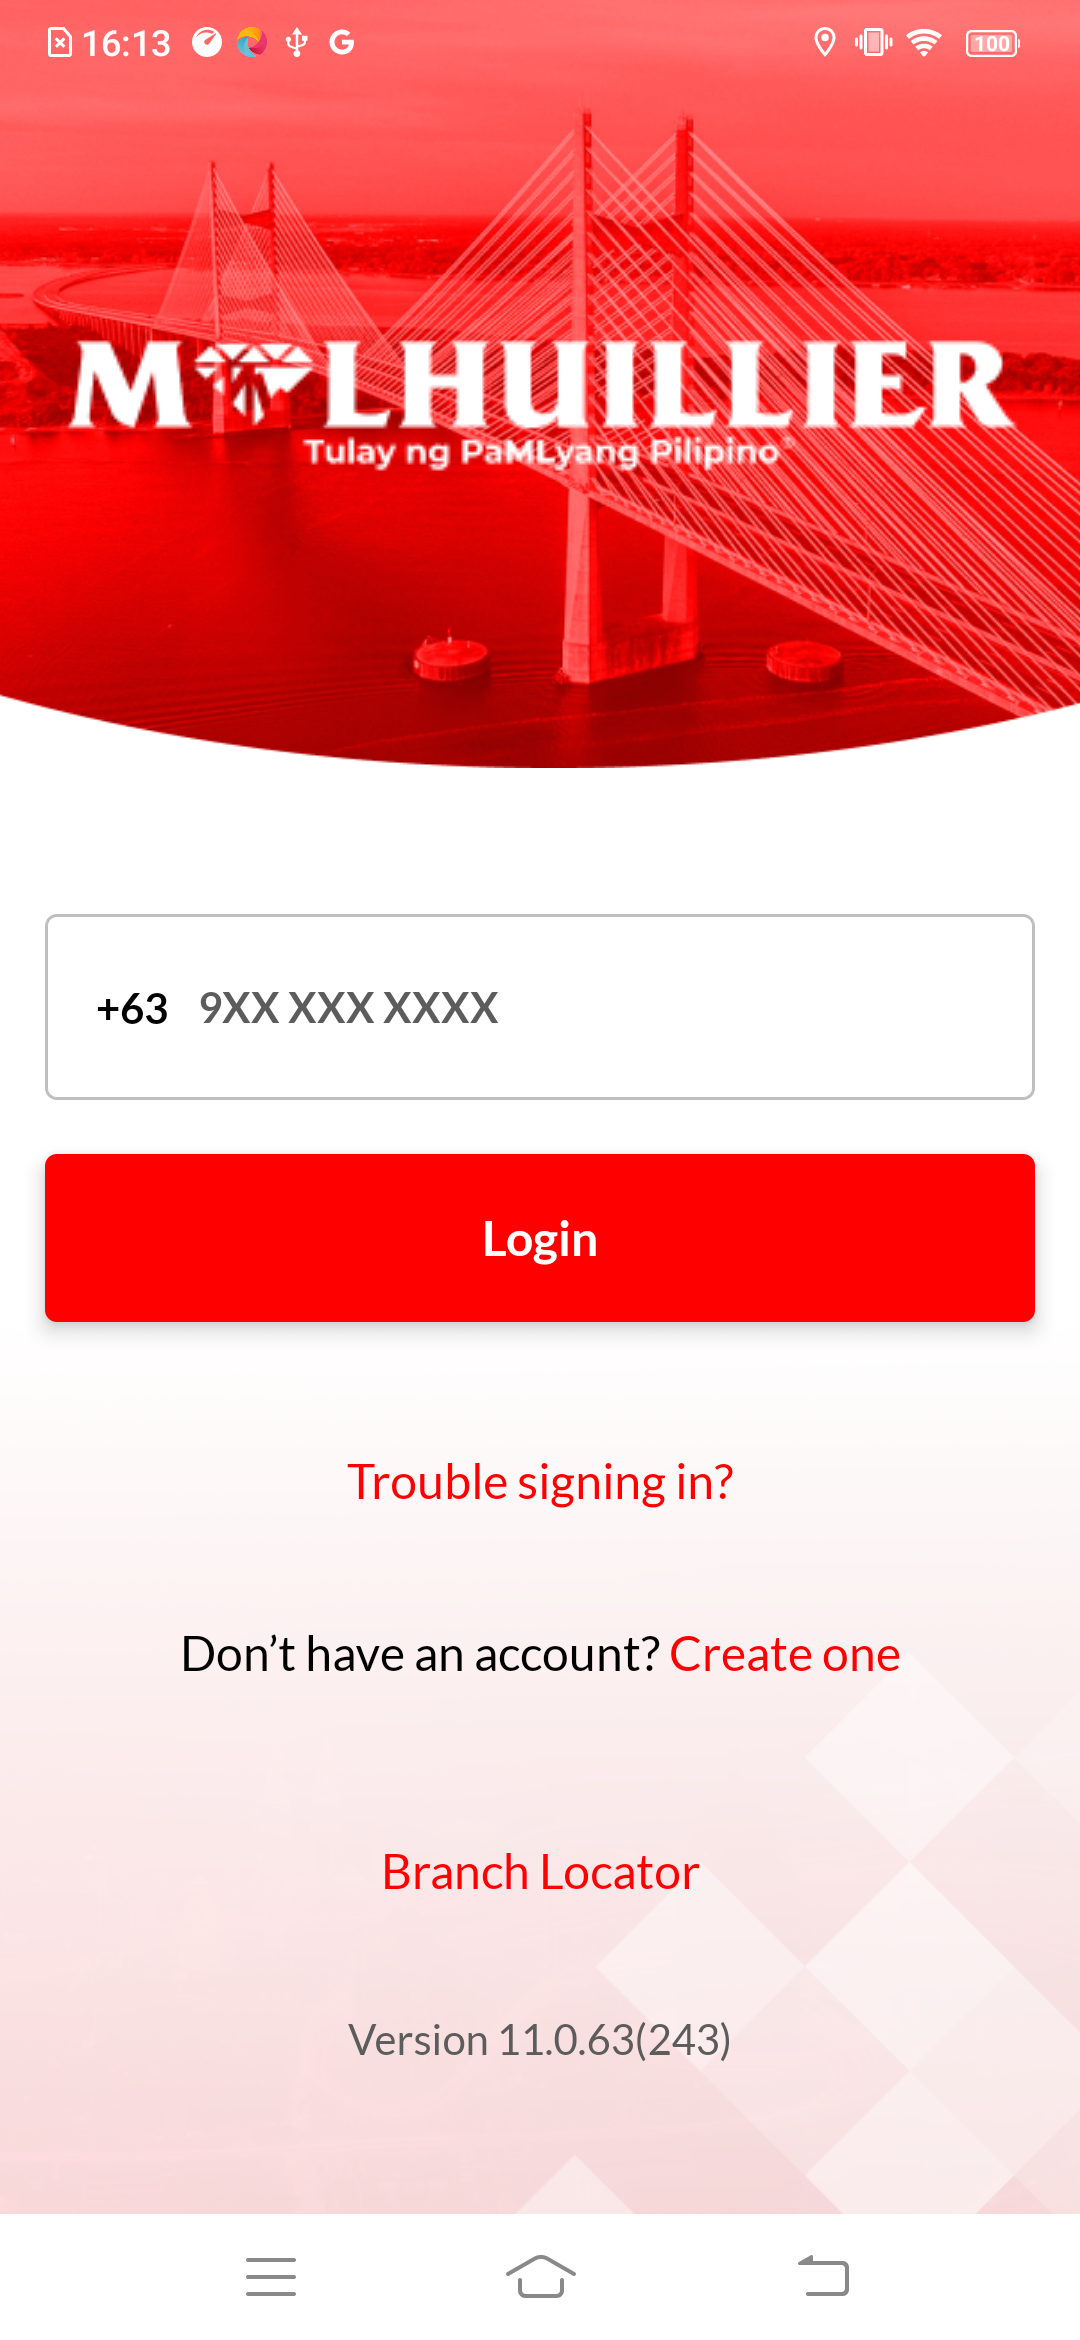 16:13
100
M LHUILLIER
Tulay ng PaMLyang Pilipino
+63 9XX XXX XXXX
Login
Trouble signing in?
Don’t have an account? Create one
Branch Locator
Version 11.0.63(243)